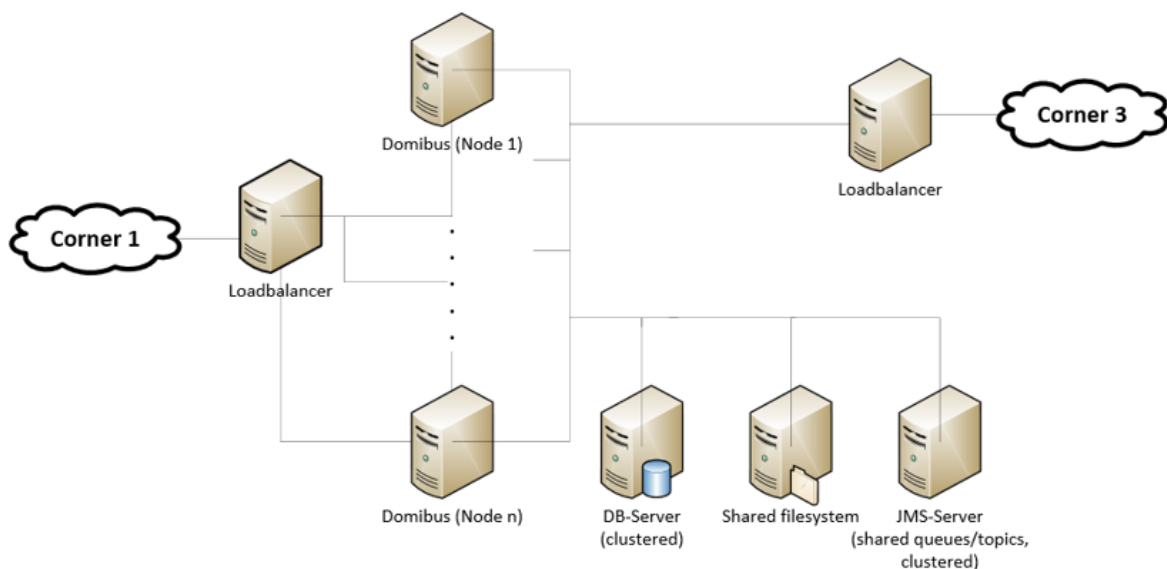 Domibus (Node 1)
Corner 3
Loadbalancer
Corner 1
Loadbalancer
Domibus (Node n)
DB-Server
(clustered)
Shared filesystem
JMS-Server
(shared queues/topics,
clustered)